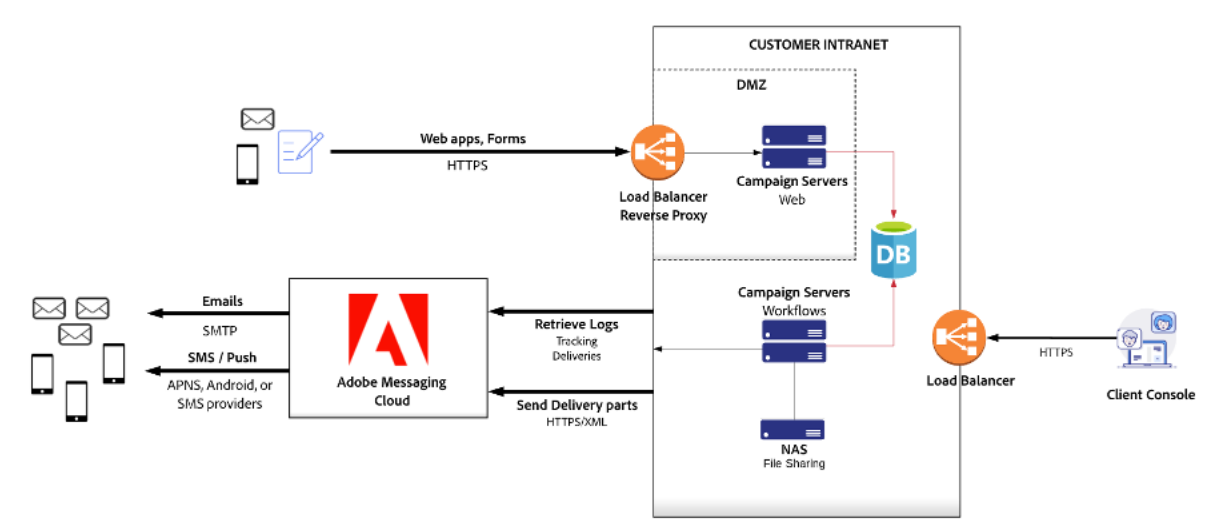 CUSTOMER INTRANET
DMZ
Web apps, Forms
HTTPS
Load Balancer
Reverse Proxy
Campaign Servers
Web
DB
Emails
SMTP
SMS / Push
APNS, Android, or
SMS providers
Adobe Messaging
Cloud
Retrieve Logs
Tracking
Deliveries
Send Delivery parts
HTTPS/XML
Campaign Servers
Workflows
NAS
File Sharing
Load Balancer
HTTPS
Client Console